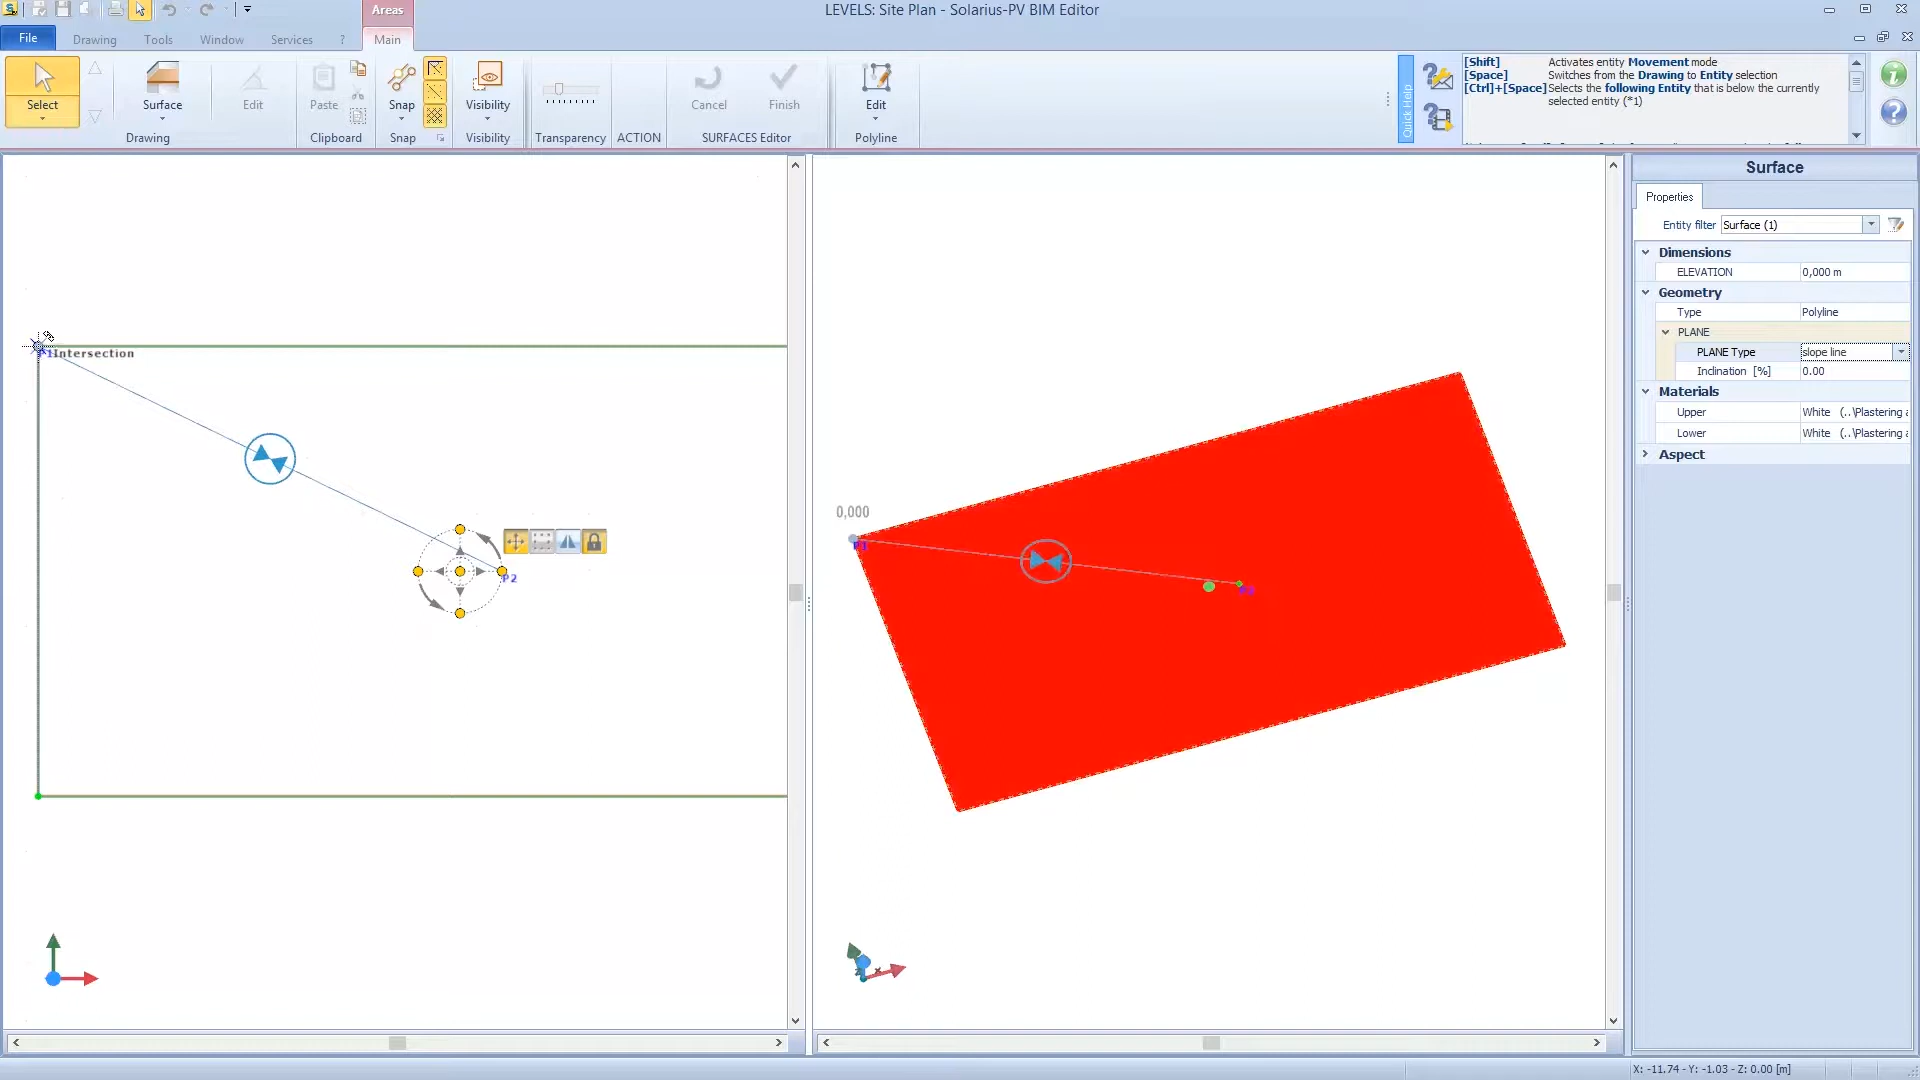 LEVELS: Site Plan - Solarius-PV BIM Editor
Areas
File
Drawing
Tools
Window
Services
?
Main
Select
Surface
Edit
Paste
Snap
Visibility
Cancel
Finish
Edit
Drawing
Clipboard
Snap
Visibility
Transparency
ACTION
SURFACES Editor
Polyline
Quick Help
[Shift] Activates entity Movement mode
[Space] Switches from the Drawing to Entity selection
[Ctrl]+[Space] Selects the following Entity that is below the currently
selected entity (*1)
P1
Intersection
P2
0,000
P1
Surface
Properties
Entity filter Surface (1)
Dimensions
ELEVATION 0,000 m
Geometry
Type Polyline
PLANE
PLANE Type slope line
Inclination [%] 0.00
Materials
Upper White (..\Plastering a
Lower White (..\Plastering a
Aspect
X: -11.74 - Y: -1.03 - Z: 0.00 [m]